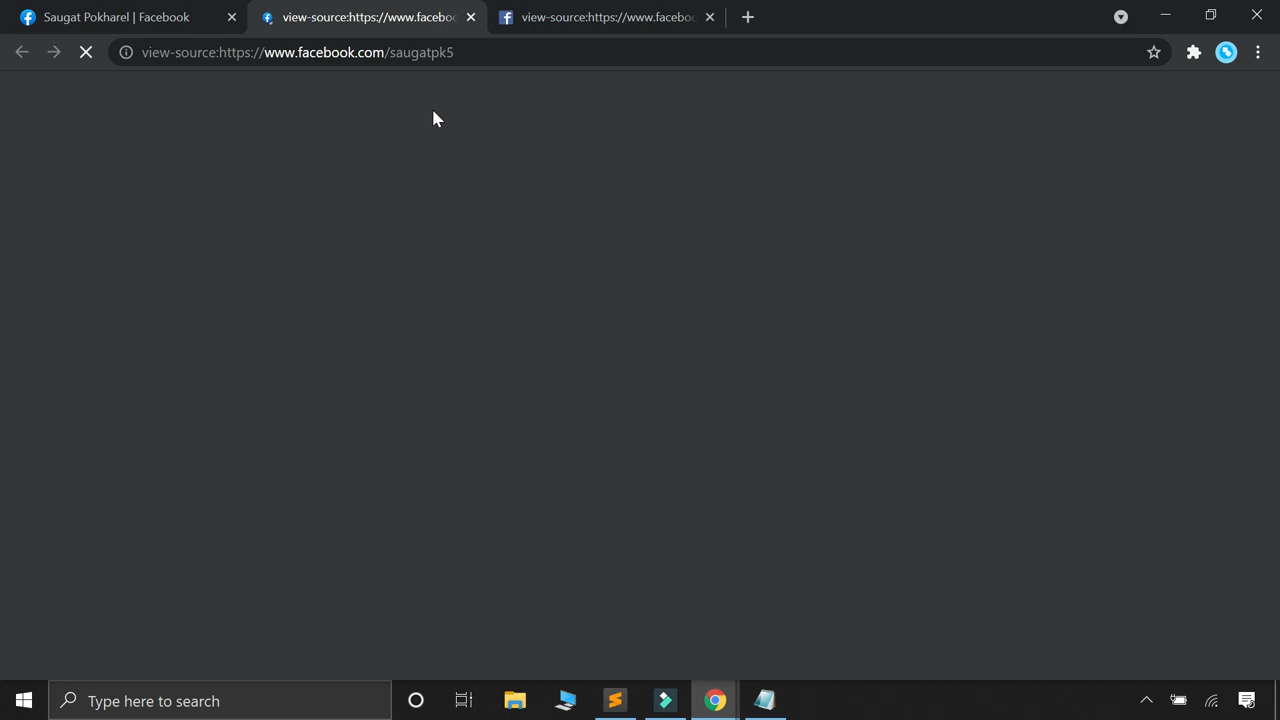 Saugat Pokharel | Facebook
view-source:https://www.faceboo
view-source:https://www.facebo
view-source:https://www.facebook.com/saugatpk5
Type here to search